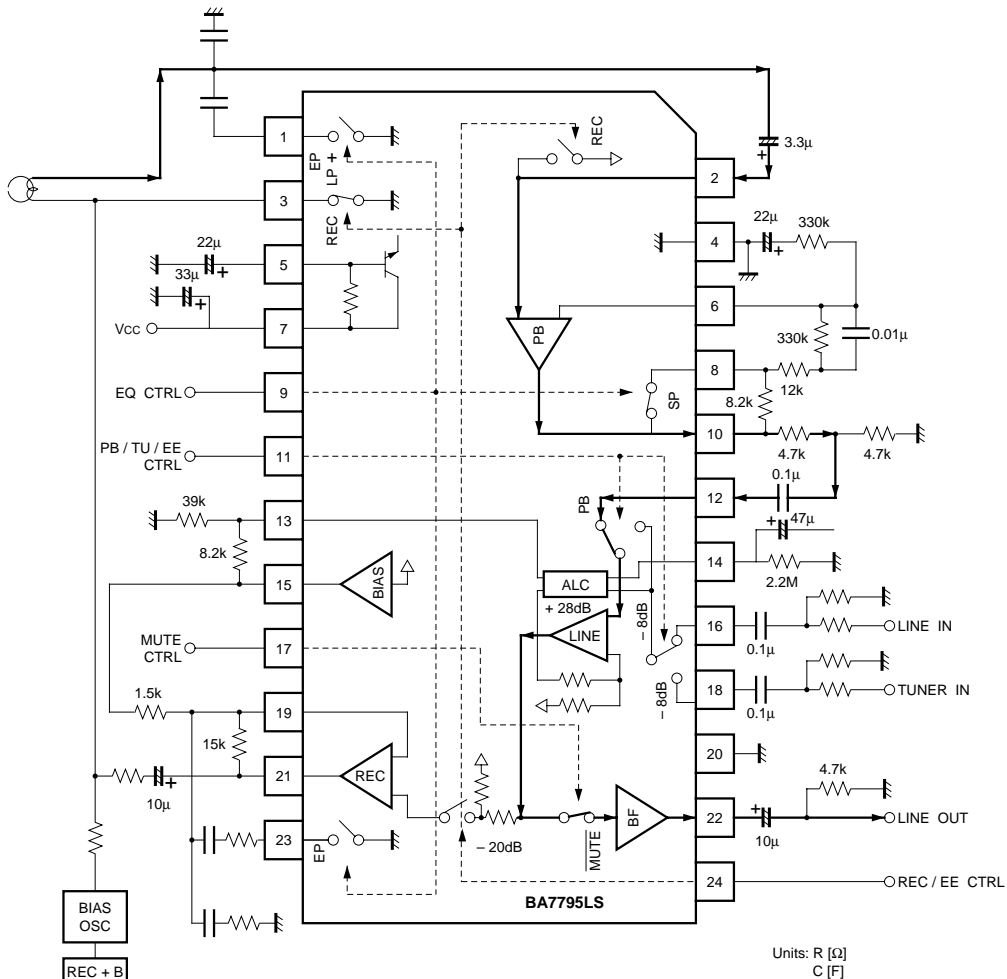 1
EP
LP +
REC
2
3.3μ
+
3
REC
4
22μ
+
330k
5
22μ
+
33μ
+
6
7
VCC
PB
330k
0.01μ
8
12k
9
EQ CTRL
SP
8.2k
10
4.7k
4.7k
11
PB / TU / EE
CTRL
0.1μ
12
PB
13
39k
47μ
+
14
2.2M
8.2k
15
BIAS
ALC
+ 28dB
LINE
– 8dB
16
0.1μ
LINE IN
17
MUTE
CTRL
18
– 8dB
0.1μ
TUNER IN
1.5k
19
15k
20
REC
21
10μ
+
4.7k
– 20dB
MUTE
BF
22
+
10μ
LINE OUT
23
EP
24
REC / EE CTRL
BIAS
OSC
BA7795LS
REC + B
Units: R [Ω]
C [F]